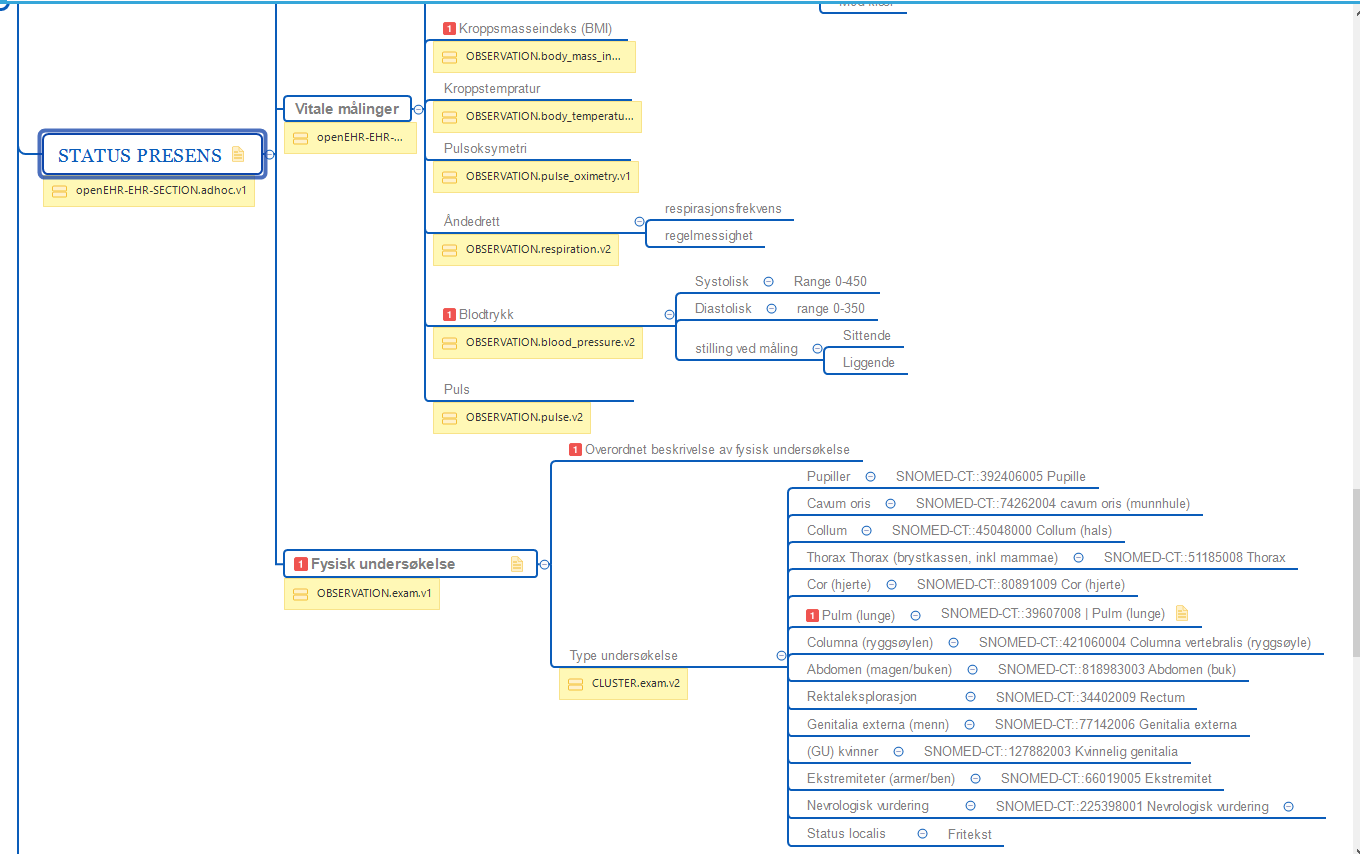 Med klær
1 Kroppsmasseindeks (BMI)
OBSERVATION.body_mass_in...
Kroppstempratur
OBSERVATION.body_temperatu...
Vitale målinger
openEHR-EHR-...
Pulsoksymetri
OBSERVATION.pulse_oximetry.v1
STATUS PRESENS
openEHR-EHR-SECTION.adhoc.v1
Åndedrett
OBSERVATION.respiration.v2
respirasjonsfrekvens
regelmessighet
1 Blodtrykk
OBSERVATION.blood_pressure.v2
Systolisk Range 0-450
Diastolisk range 0-350
stilling ved måling
Sittende
Liggende
Puls
OBSERVATION.pulse.v2
1 Fysisk undersøkelse
OBSERVATION.exam.v1
1 Overordnet beskrivelse av fysisk undersøkelse
Type undersøkelse
CLUSTER.exam.v2
Pupiller SNOMED-CT::392406005 Pupille
Cavum oris SNOMED-CT::74262004 cavum oris (munnhule)
Collum SNOMED-CT::45048000 Collum (hals)
Thorax Thorax (brystkassen, inkl mammae) SNOMED-CT::51185008 Thorax
Cor (hjerte) SNOMED-CT::80891009 Cor (hjerte)
1 Pulm (lunge) SNOMED-CT::39607008 | Pulm (lunge)
Columna (ryggsøylen) SNOMED-CT::421060004 Columna vertebralis (ryggsøyle)
Abdomen (magen/buken) SNOMED-CT::818983003 Abdomen (buk)
Rektaleksplorasjon SNOMED-CT::34402009 Rectum
Genitalia externa (menn) SNOMED-CT::77142006 Genitalia externa
(GU) kvinner SNOMED-CT::127882003 Kvinnelig genitalia
Ekstremiteter (armer/ben) SNOMED-CT::66019005 Ekstremitet
Nevrologisk vurdering SNOMED-CT::225398001 Nevrologisk vurdering
Status localis Fritekst